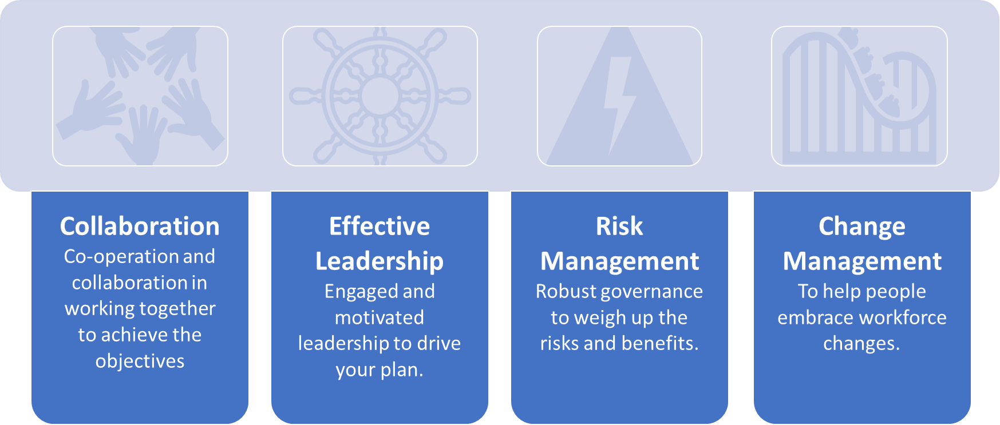 Collaboration
Co-operation and
collaboration in
working together
to achieve the
objectives
Effective
Leadership
Engaged and
motivated
leadership to drive
your plan.
Risk
Management
Robust governance
to weigh up the
risks and benefits.
Change
Management
To help people
embrace workforce
changes.